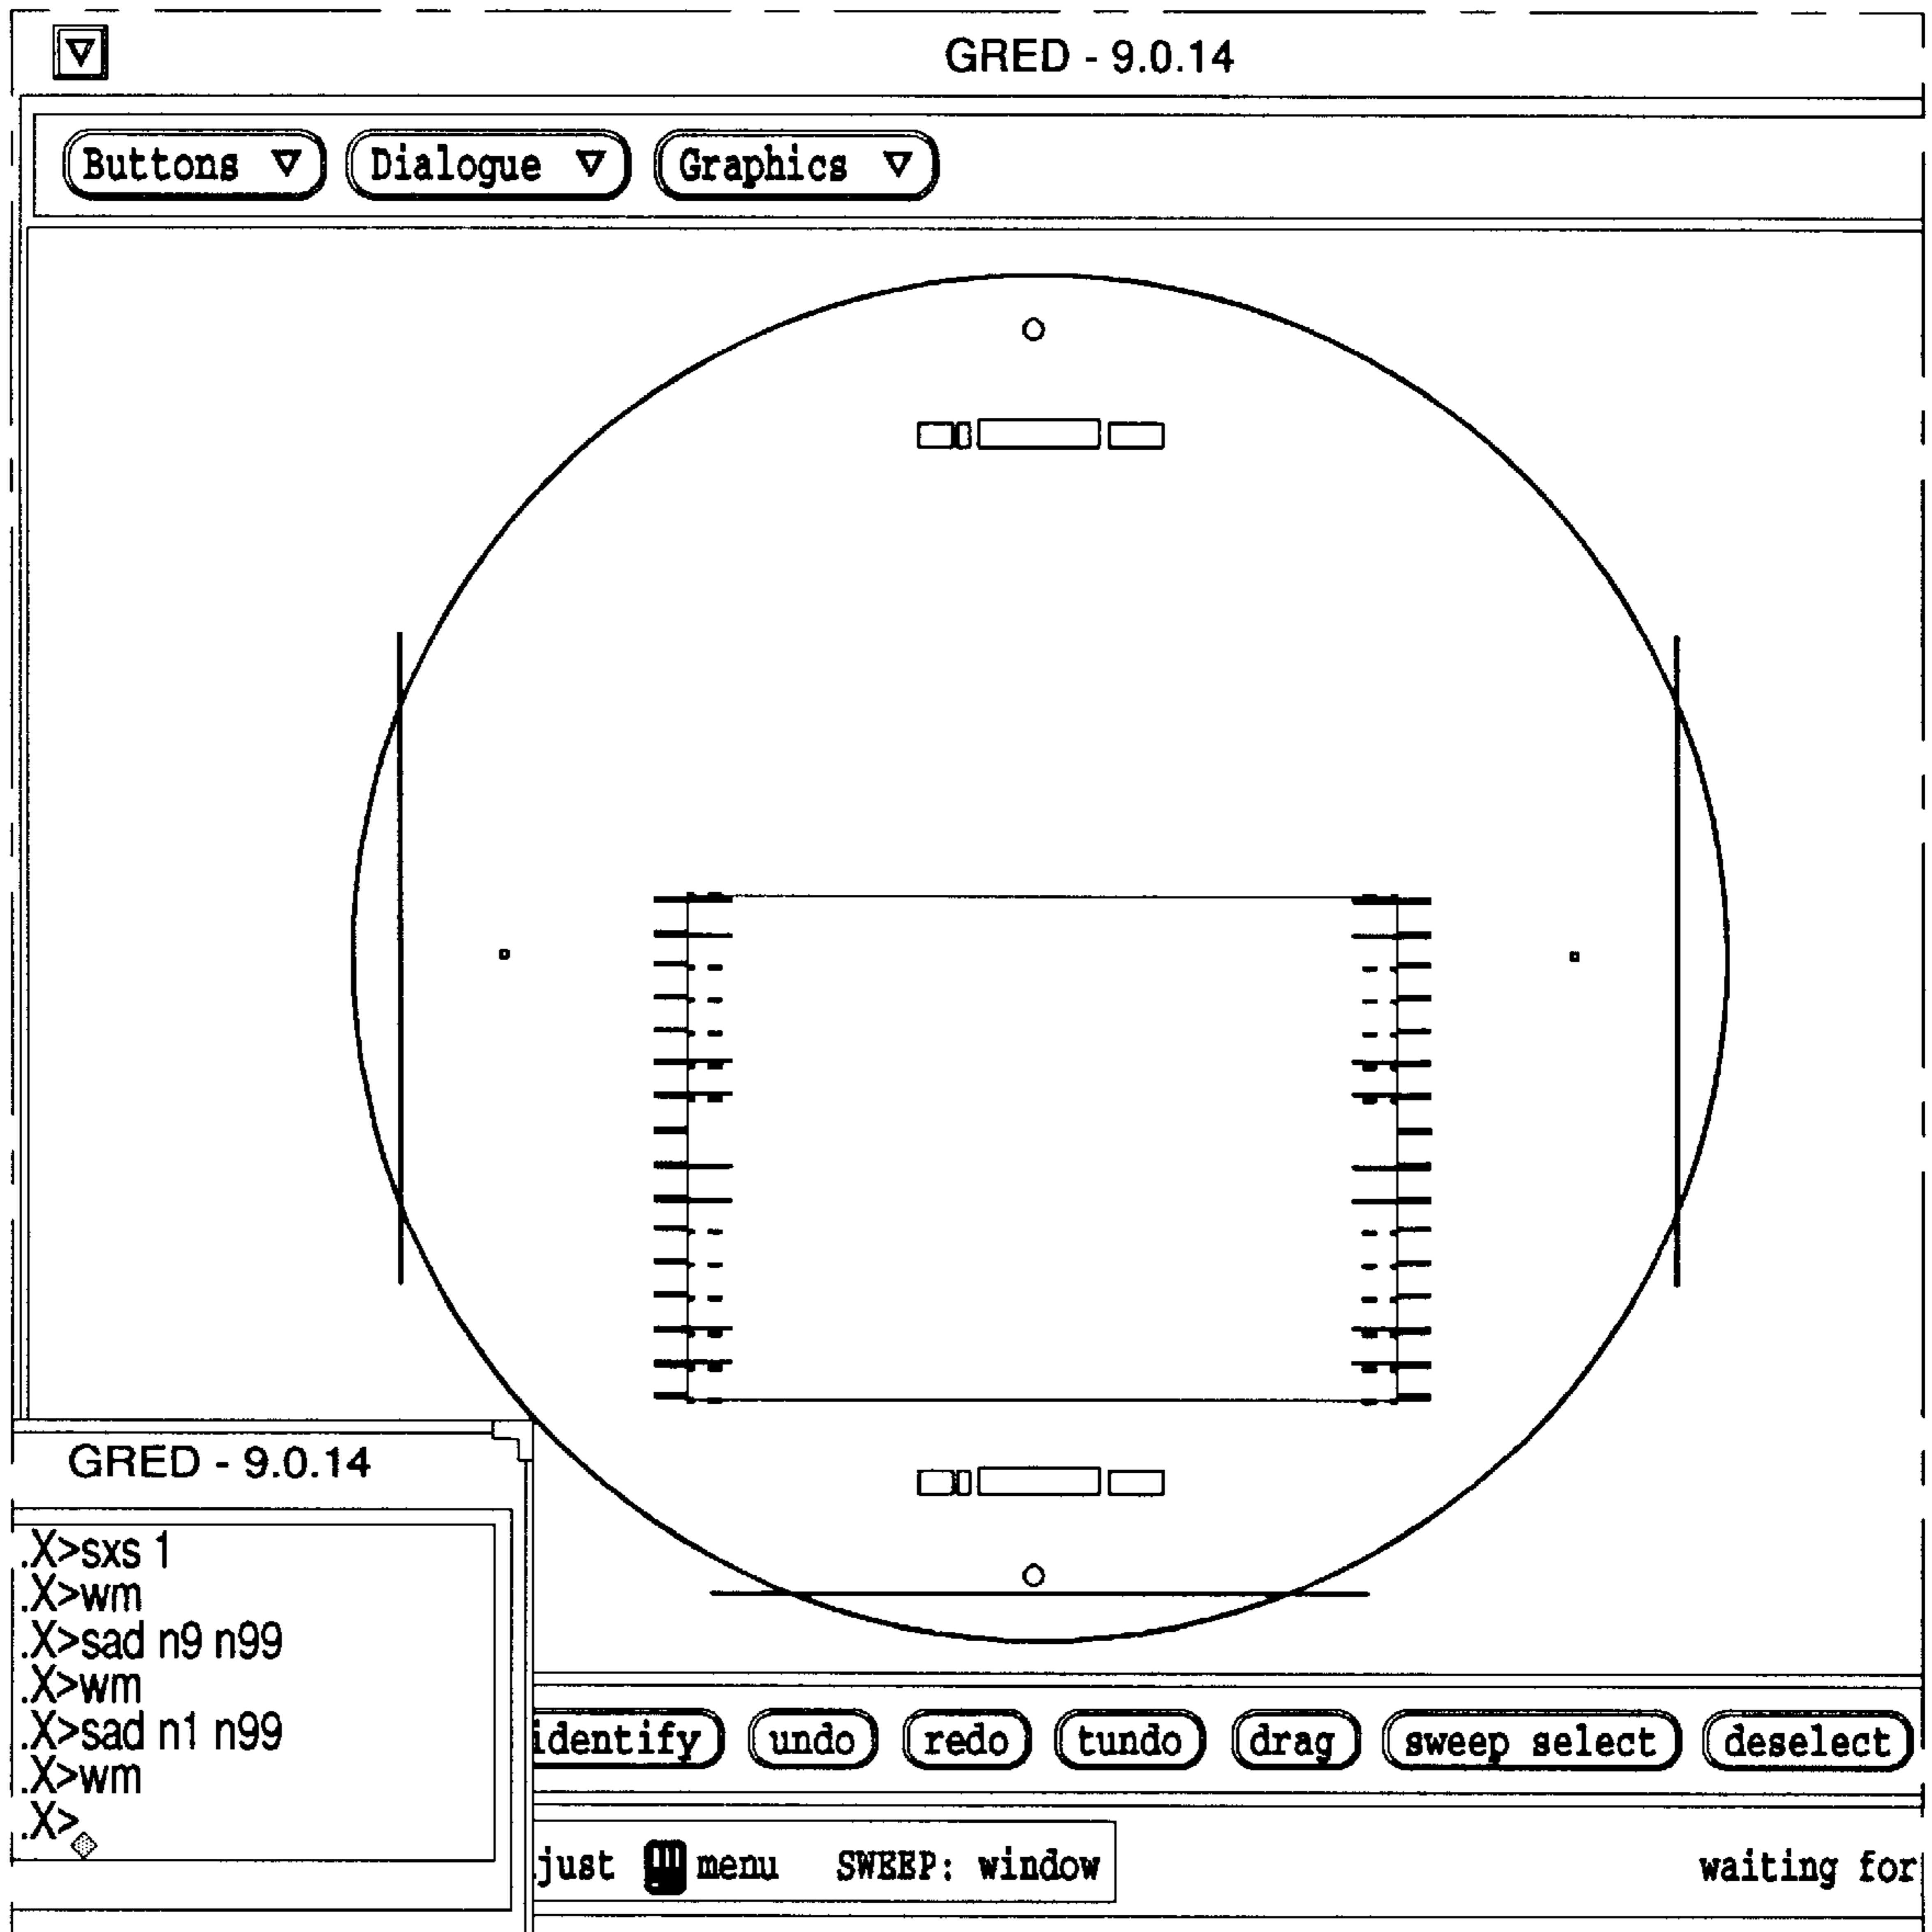 GRED - 9.0.14
Buttons Dialogue Graphics
GRED - 9.0.14
.X>sxs 1
.X>wm
.X>sad n9 n99
.X>wm
.X>sad n1 n99
.X>wm
.X>
identify undo redo tundo drag sweep select deselect
just menu SWEEP: window waiting for